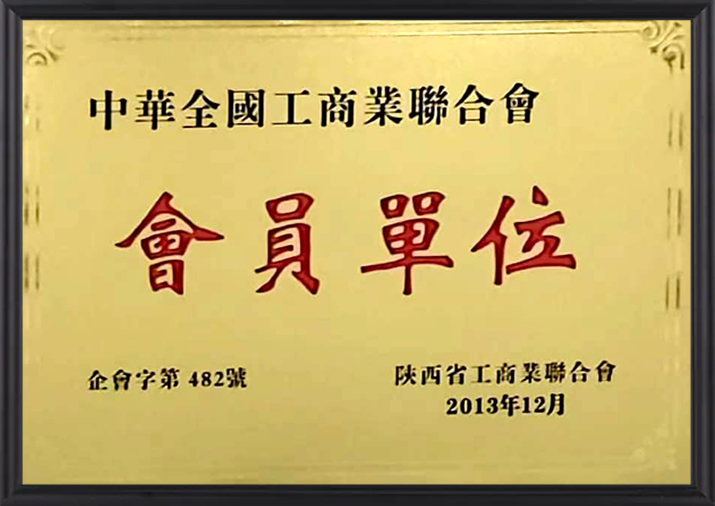 中華全國工商業聯合會
會員單位
企會字第 482號
陝西省工商業聯合會
2013年12月